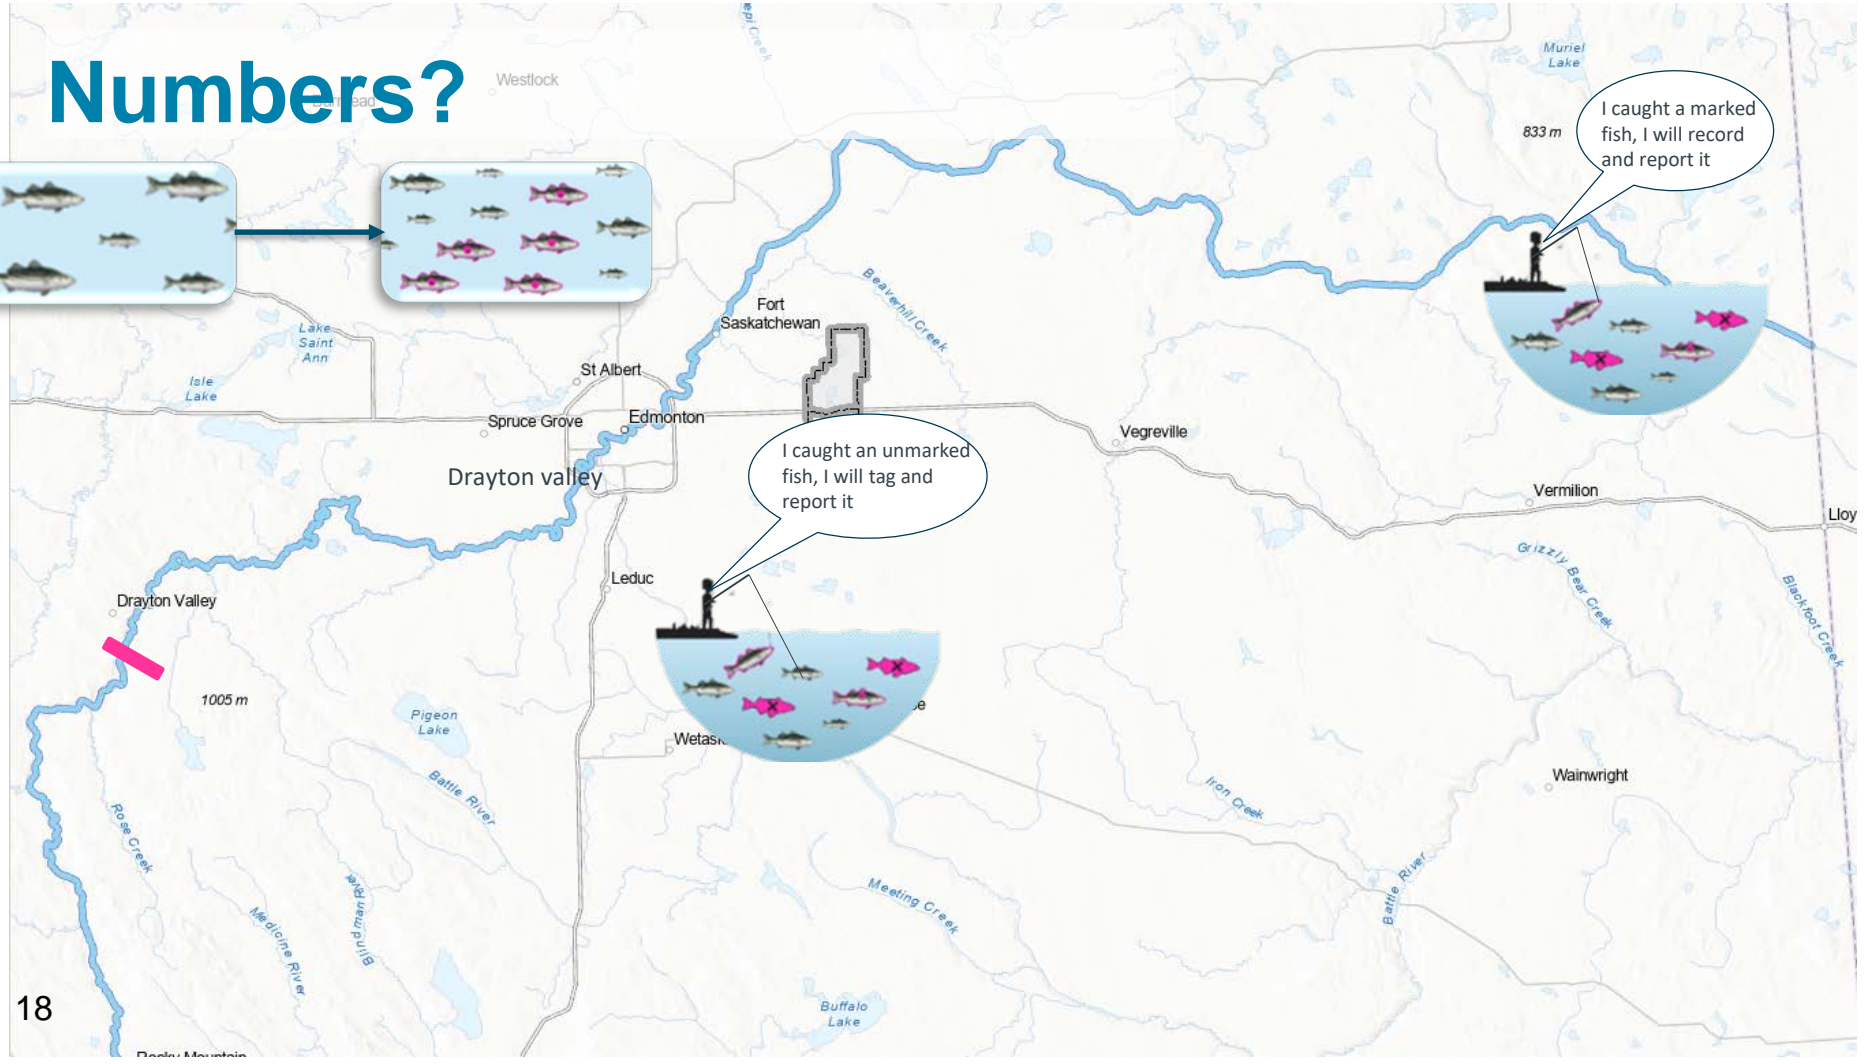 Numbers?
Westlock
Muriel
Lake
833 m
I caught a marked
fish, I will record
and report it
Fort
Saskatchewan
Beaverhill Creek
Lake
Saint
Ann
Isle
Lake
St Albert
Spruce Grove
Edmonton
Vegreville
Drayton valley
I caught an unmarked
fish, I will tag and
report it
Vermilion
Lloy
Grizzly Bear Creek
Blackfoot Creek
Leduc
Drayton Valley
1005 m
Pigeon
Lake
Battle River
Wetask
Wainwright
Iron Creek
Rose Creek
Medicine River
Blindman River
Meeting Creek
Battle River
Buffalo
Lake
18
Rocky Mountain